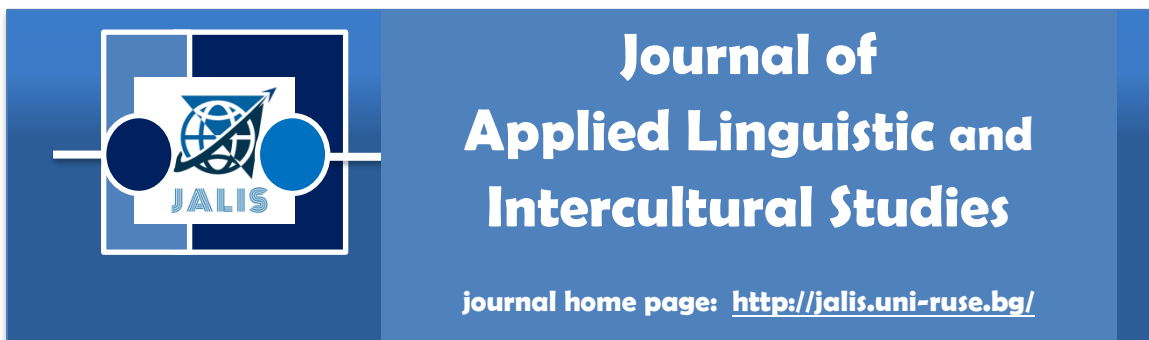 JALIS
Journal of
Applied Linguistic and
Intercultural Studies
journal home page: http://jalis.uni-ruse.bg/